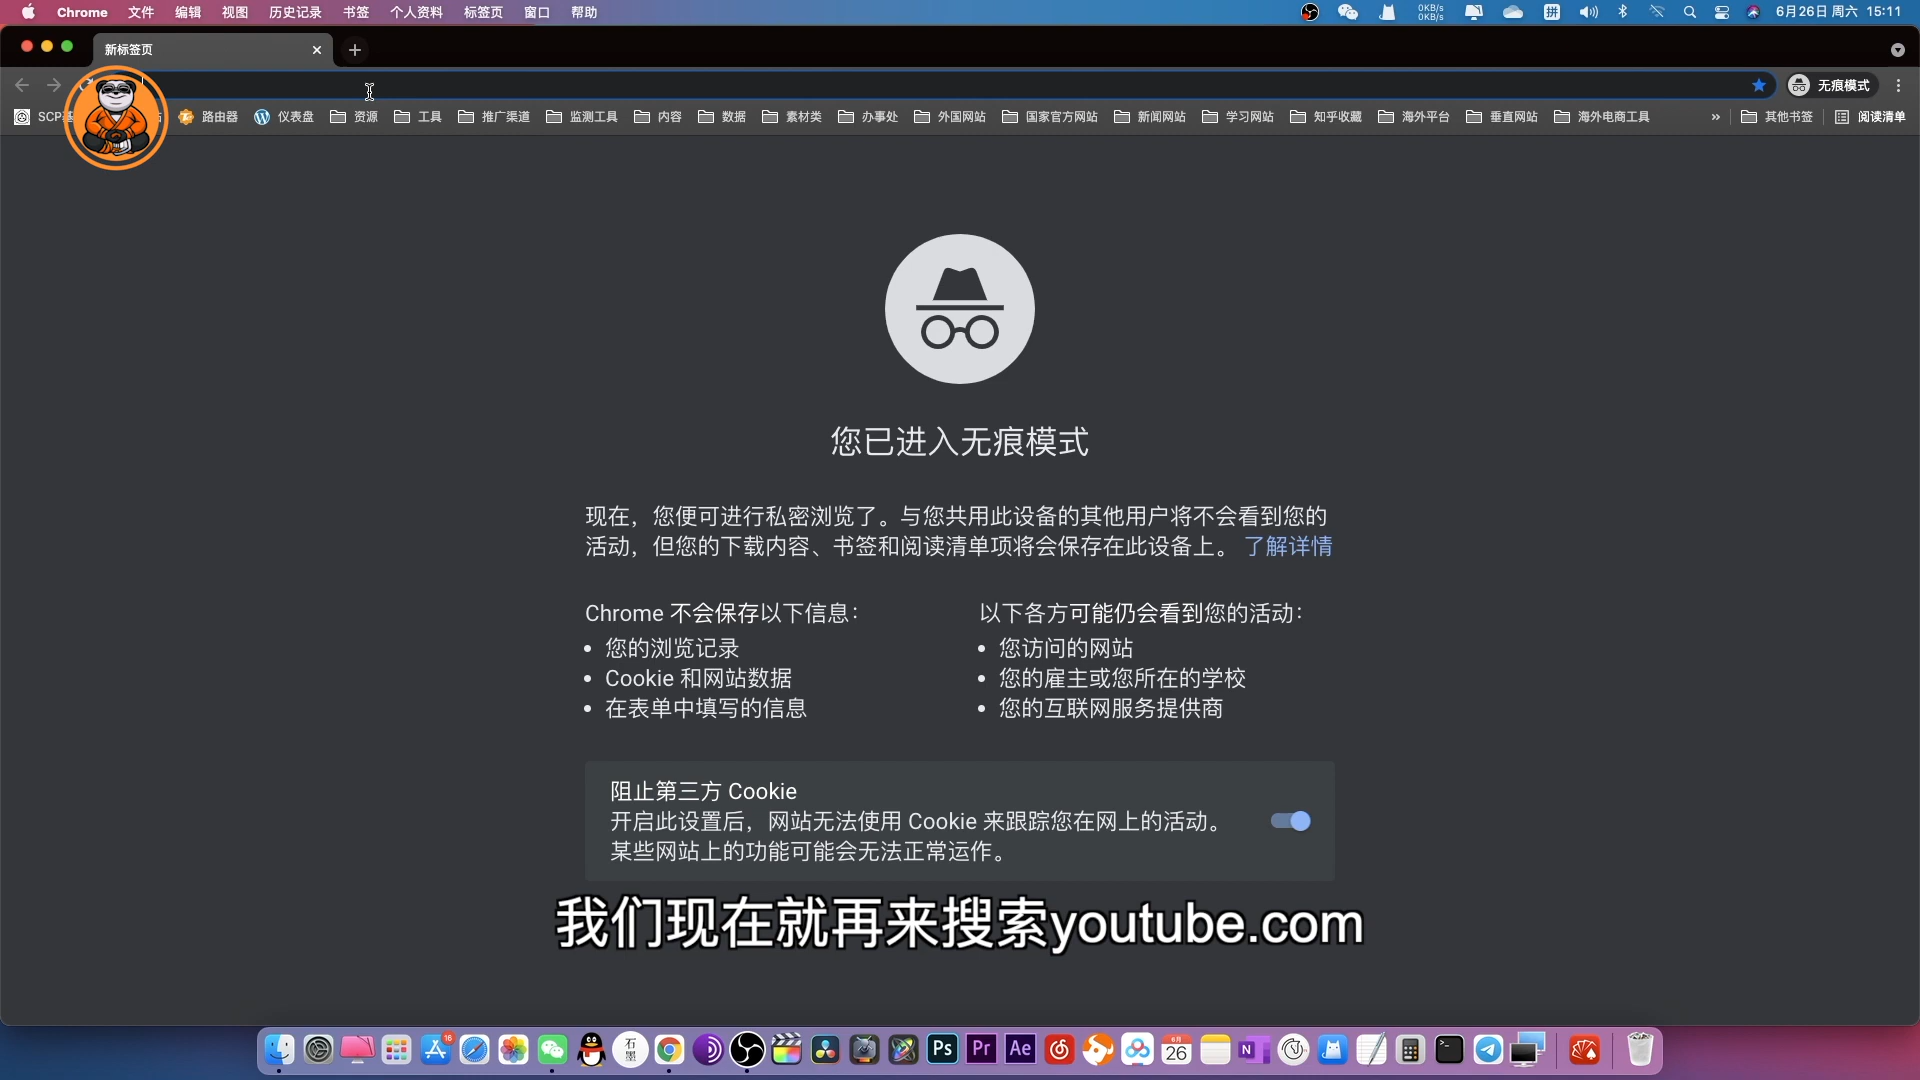 Chrome 文件 编辑 视图 历史记录 书签 个人资料 标签页 窗口 帮助
0KB/s
0KB/s
拼
6月26日 周六 15:11
新标签页
无痕模式
路由器 仪表盘 资源 工具 推广渠道 监测工具 内容 数据 素材类 办事处 外国网站 国家官方网站 新闻网站 学习网站 知乎收藏 海外平台 垂直网站 海外电商工具 » 其他书签 阅读清单
您已进入无痕模式
现在，您便可进行私密浏览了。与您共用此设备的其他用户将不会看到您的
活动，但您的下载内容、书签和阅读清单项将会保存在此设备上。 了解详情
Chrome 不会保存以下信息：
• 您的浏览记录
• Cookie 和网站数据
• 在表单中填写的信息
以下各方可能仍会看到您的活动：
• 您访问的网站
• 您的雇主或您所在的学校
• 您的互联网服务提供商
阻止第三方 Cookie
开启此设置后，网站无法使用 Cookie 来跟踪您在网上的活动。
某些网站上的功能可能会无法正常运作。
我们现在就再来搜索youtube.com
16
石墨
Ps Pr Ae
6月
26
N